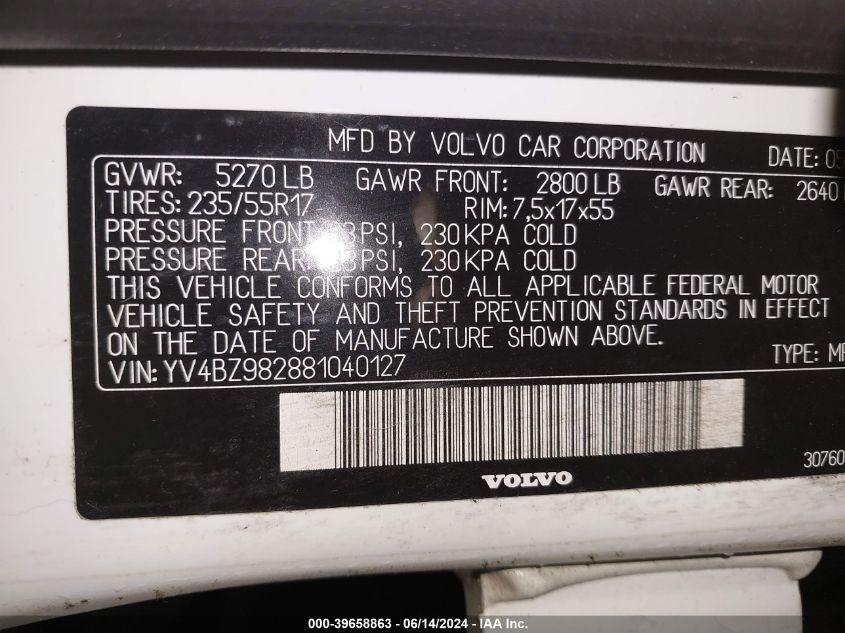 MFD BY VOLVO CAR CORPORATION DATE: 05
GVWR: 5270 LB GAWR FRONT: 2800 LB GAWR REAR: 2640
TIRES: 235/55R17 RIM: 7,5x17x55
PRESSURE FRONT PSI, 230 KPA COLD
PRESSURE REAR PSI, 230 KPA COLD
THIS VEHICLE CONFORMS TO ALL APPLICABLE FEDERAL MOTOR
VEHICLE SAFETY AND THEFT PREVENTION STANDARDS IN EFFECT
ON THE DATE OF MANUFACTURE SHOWN ABOVE.
VIN: YV4BZ982881040127 TYPE:
VOLVO 30760
000-39658863 - 06/14/2024 - IAA Inc.